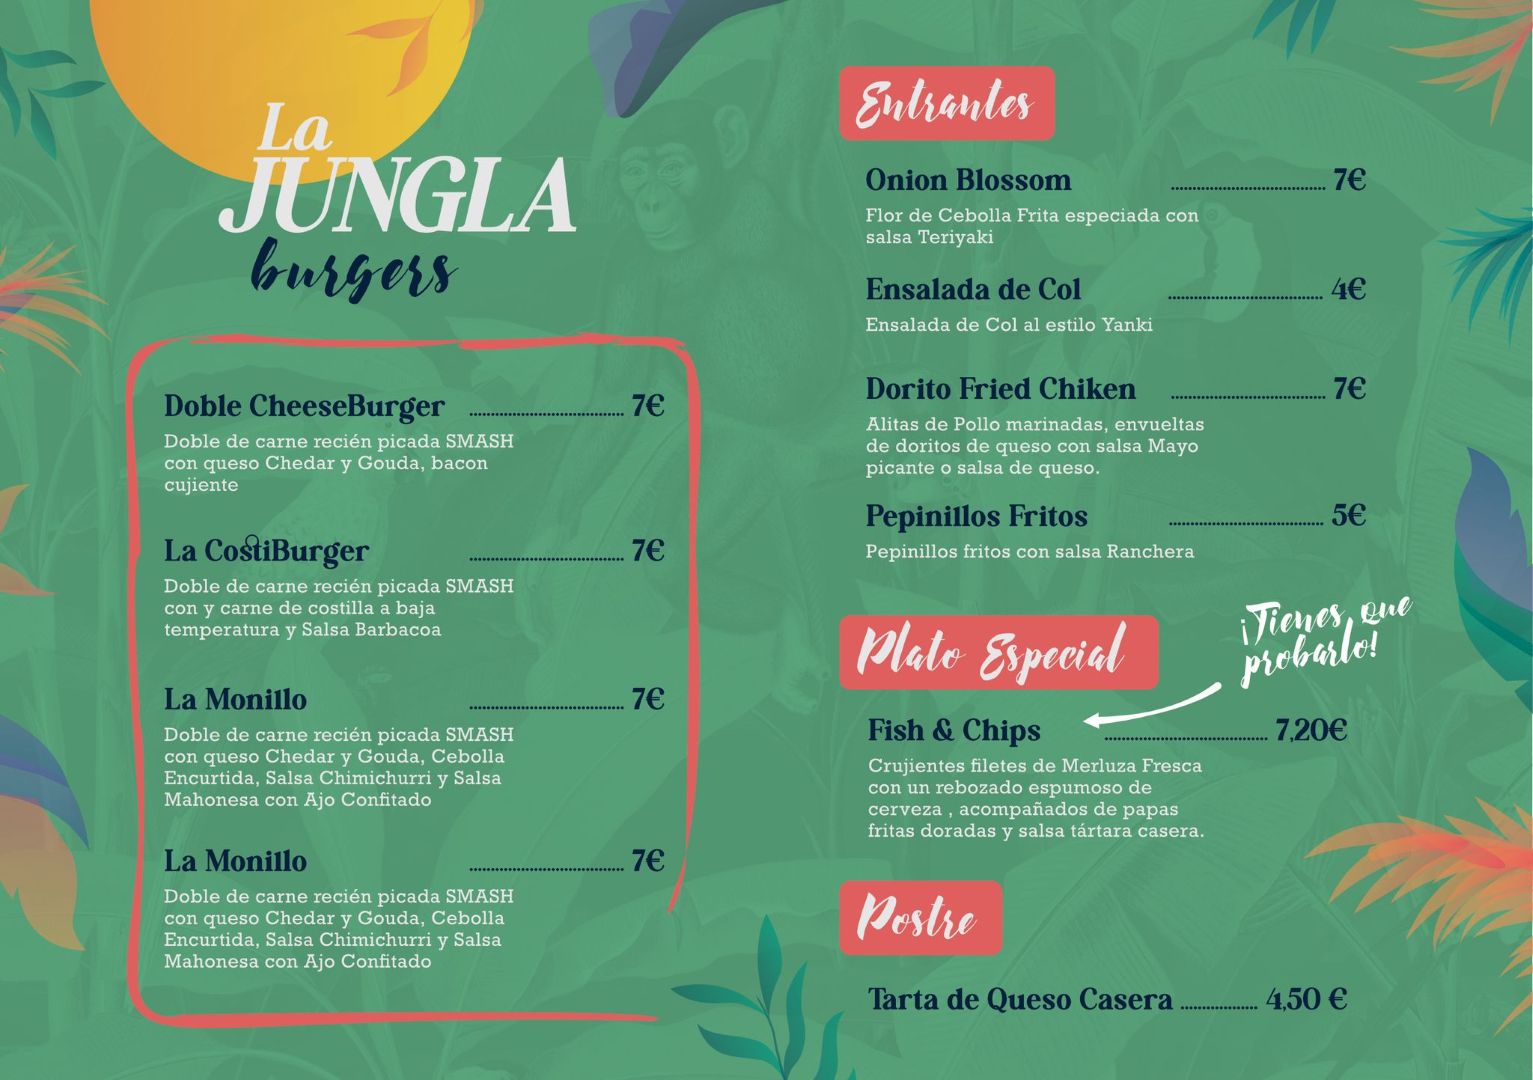 La
JUNGLA
burgers
Doble CheeseBurger ........ 7€
Doble de carne recién picada SMASH
con queso Chedar y Gouda, bacon
cujiente
La CostiBurger ........ 7€
Doble de carne recién picada SMASH
con y carne de costilla a baja
temperatura y Salsa Barbacoa
La Monillo ........ 7€
Doble de carne recién picada SMASH
con queso Chedar y Gouda, Cebolla
Encurtida, Salsa Chimichurri y Salsa
Mahonesa con Ajo Confitado
La Monillo ........ 7€
Doble de carne recién picada SMASH
con queso Chedar y Gouda, Cebolla
Encurtida, Salsa Chimichurri y Salsa
Mahonesa con Ajo Confitado
Entrantes
Onion Blossom ........ 7€
Flor de Cebolla Frita especiada con
salsa Teriyaki
Ensalada de Col ........ 4€
Ensalada de Col al estilo Yanki
Dorito Fried Chiken ........ 7€
Alitas de Pollo marinadas, envueltas
de doritos de queso con salsa Mayo
picante o salsa de queso.
Pepinillos Fritos ........ 5€
Pepinillos fritos con salsa Ranchera
Plato Especial
¡Tienes que
probarlo!
Fish & Chips ........ 7,20€
Crujientes filetes de Merluza Fresca
con un rebozado espumoso de
cerveza , acompañados de papas
fritas doradas y salsa tártara casera.
Postre
Tarta de Queso Casera ........ 4,50 €